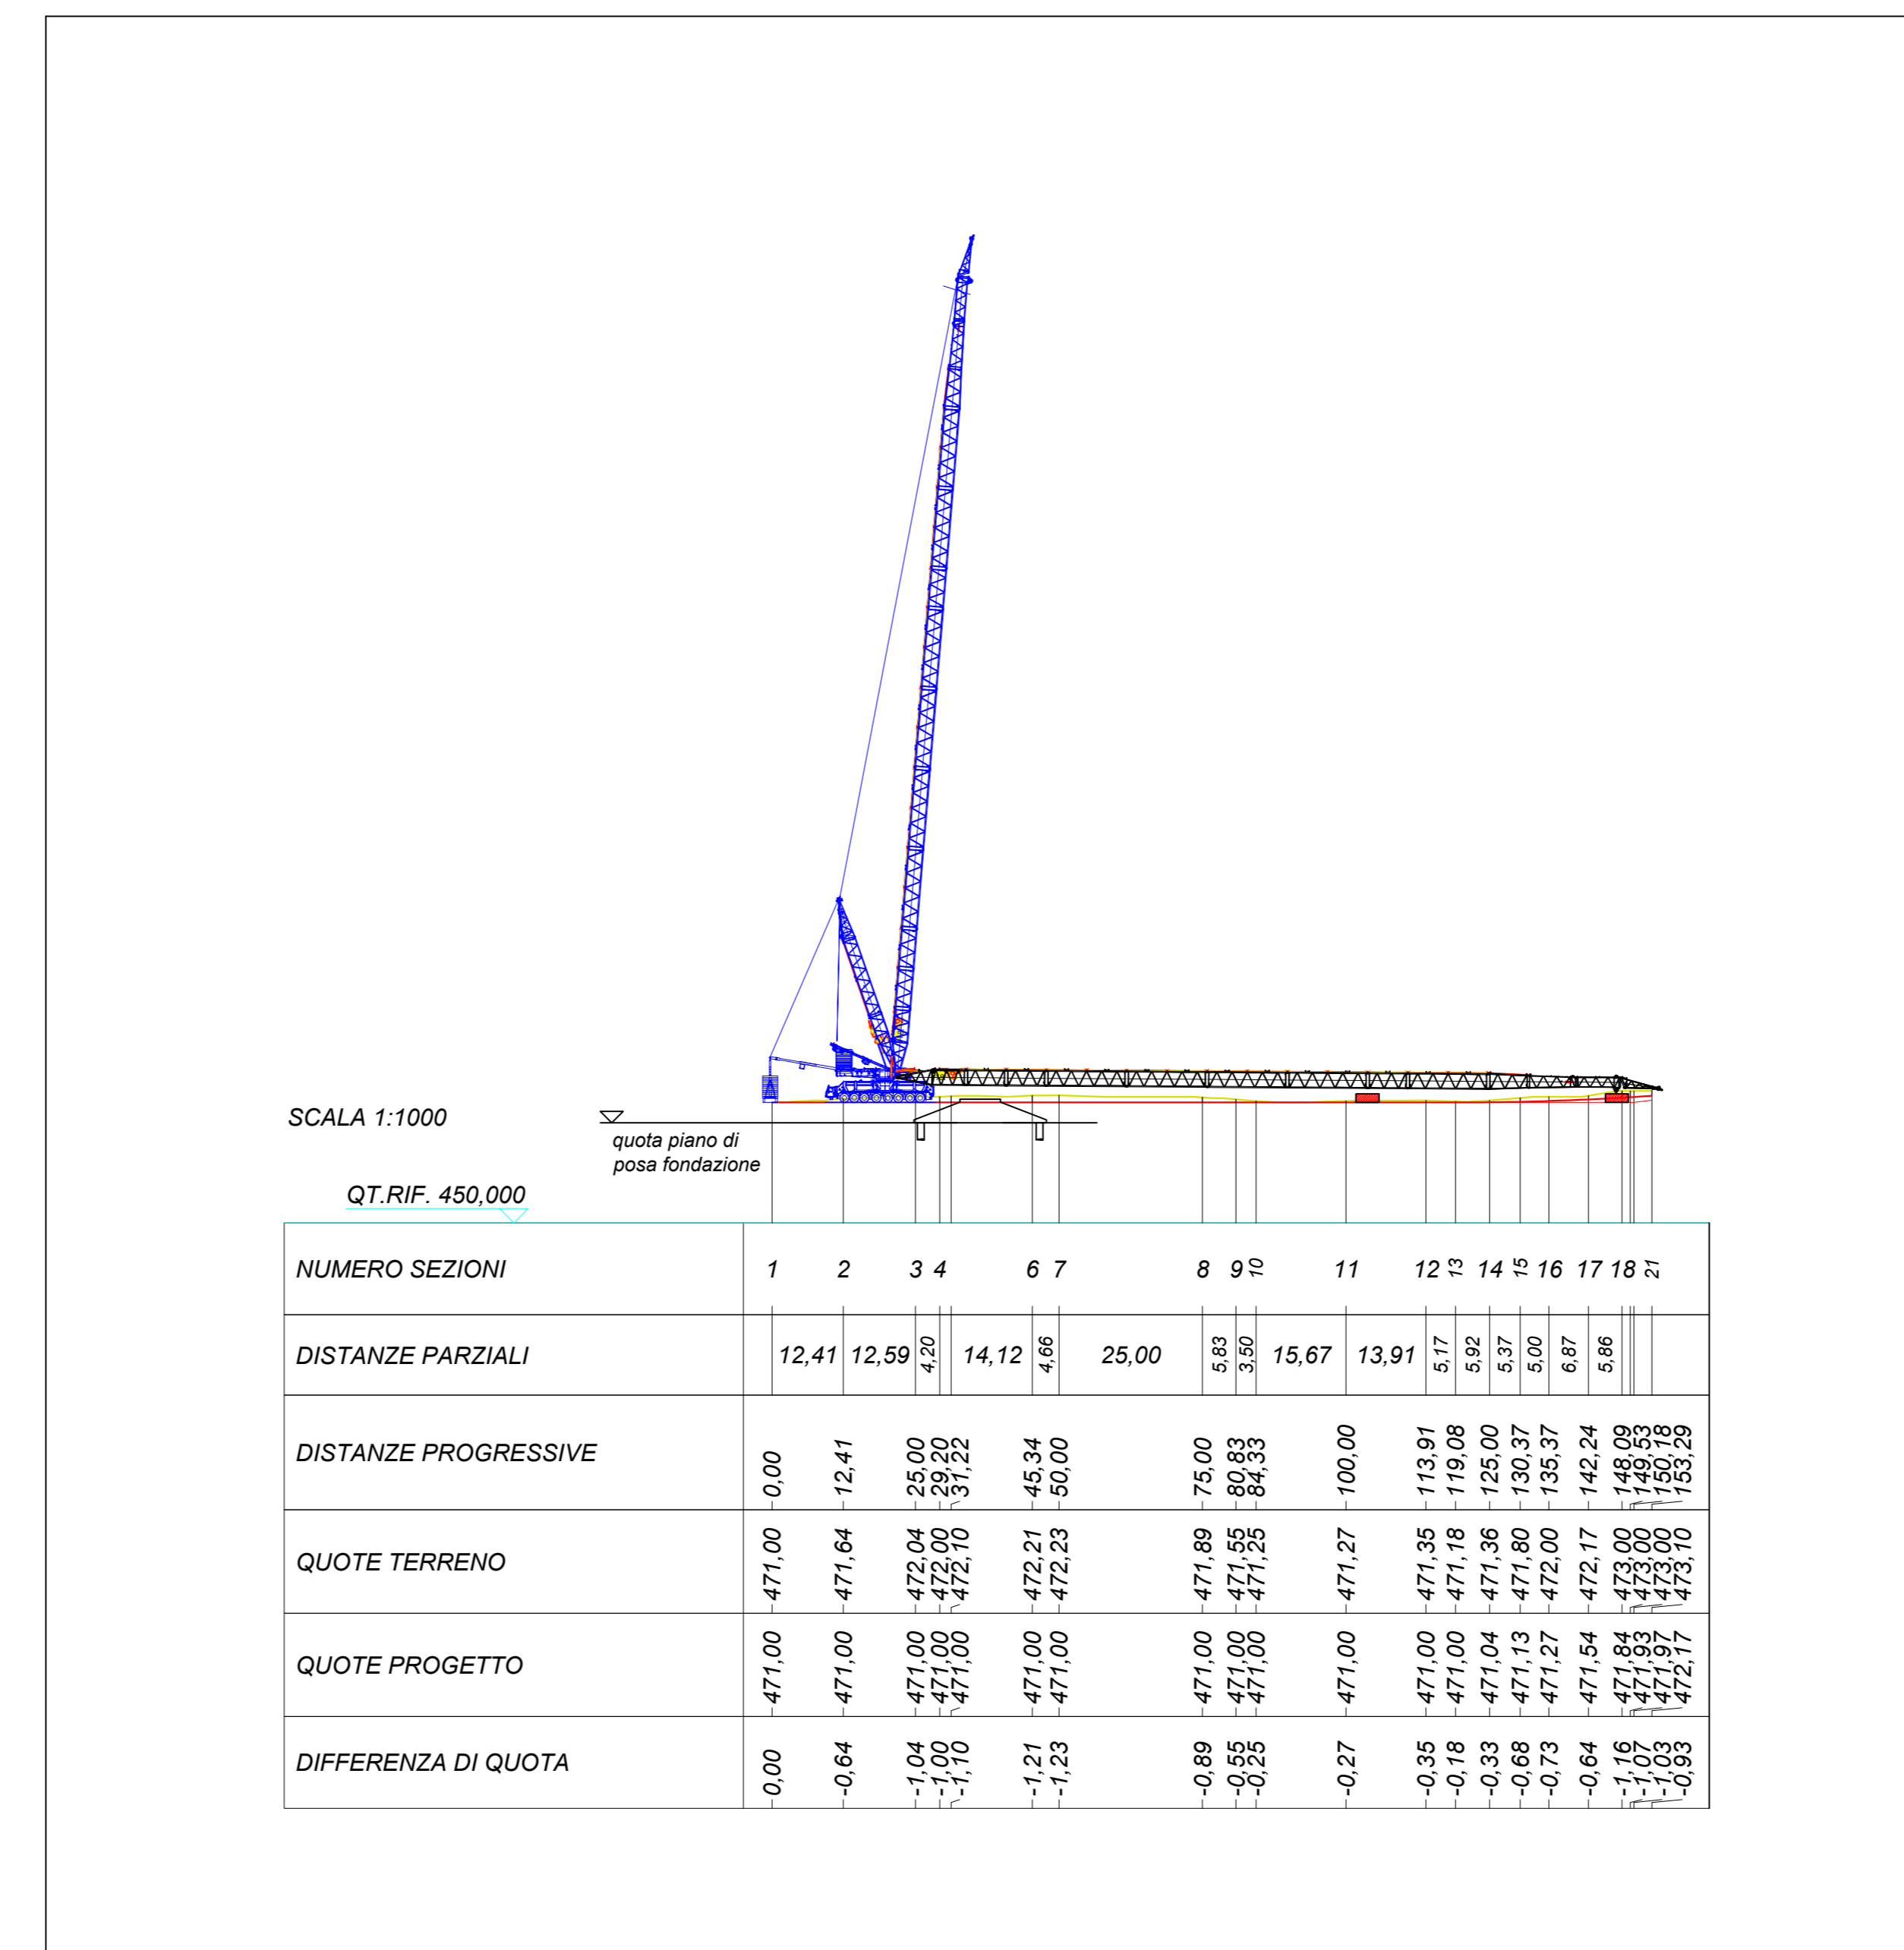 SCALA 1:1000
quota piano di
posa fondazione
QT.RIF. 450,000
NUMERO SEZIONI 1 2 3 4 6 7 8 9 10 11 12 13 14 15 16 17 18 21
DISTANZE PARZIALI 12,41 12,59 4,20 14,12 4,66 25,00 5,83 3,50 15,67 13,91 5,17 5,92 5,37 5,00 6,87 5,86
DISTANZE PROGRESSIVE 0,00 12,41 25,00 29,20 31,22 45,34 50,00 75,00 80,83 84,33 100,00 113,91 119,08 125,00 130,37 135,37 142,24 148,09 149,53 150,18 153,29
QUOTE TERRENO 471,00 471,64 472,04 472,00 472,10 472,21 472,23 471,89 471,55 471,25 471,27 471,35 471,18 471,36 471,80 472,00 472,17 473,00 473,00 473,00 473,10
QUOTE PROGETTO 471,00 471,00 471,00 471,00 471,00 471,00 471,00 471,00 471,00 471,00 471,00 471,00 471,00 471,04 471,13 471,27 471,54 471,84 471,93 471,97 472,17
DIFFERENZA DI QUOTA 0,00 -0,64 -1,04 -1,00 -1,10 -1,21 -1,23 -0,89 -0,55 -0,25 -0,27 -0,35 -0,18 -0,33 -0,68 -0,73 -0,64 -1,16 -1,07 -1,03 -0,93